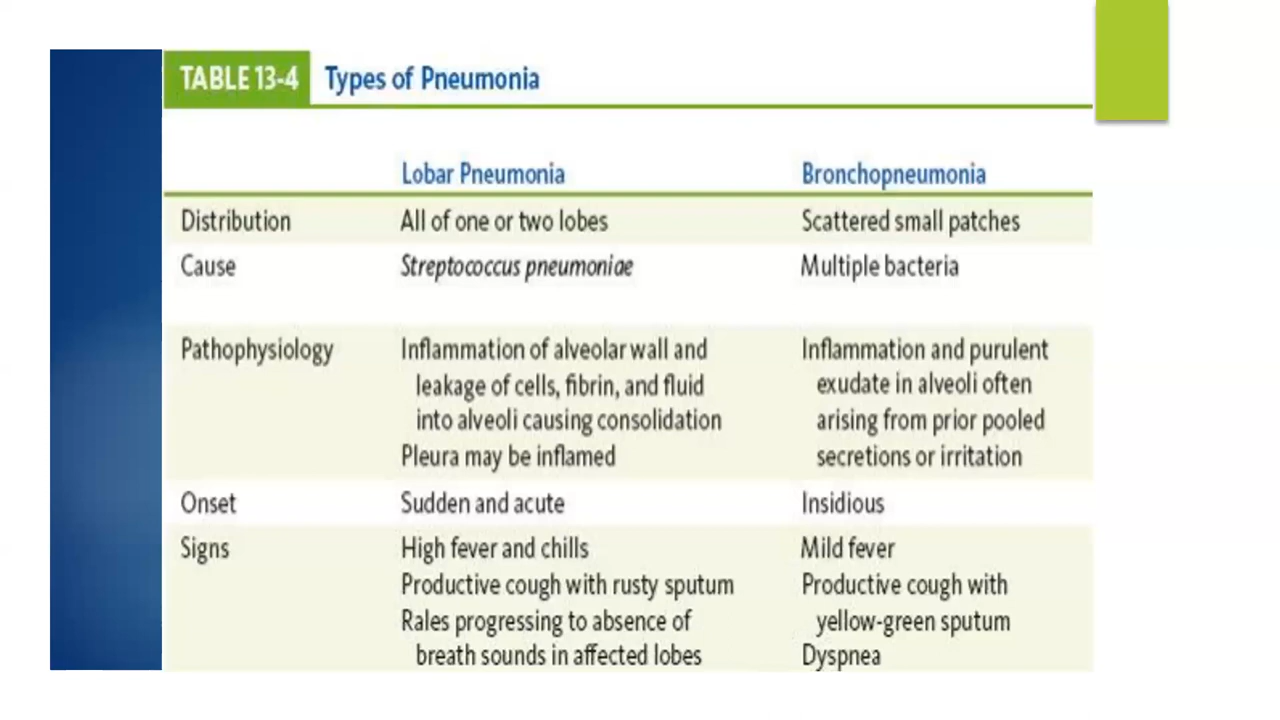 TABLE 13-4 Types of Pneumonia
Lobar Pneumonia Bronchopneumonia
Distribution All of one or two lobes Scattered small patches
Cause Streptococcus pneumoniae Multiple bacteria
Pathophysiology Inflammation of alveolar wall and Inflammation and purulent
leakage of cells, fibrin, and fluid exudate in alveoli often
into alveoli causing consolidation arising from prior pooled
Pleura may be inflamed secretions or irritation
Onset Sudden and acute Insidious
Signs High fever and chills Mild fever
Productive cough with rusty sputum Productive cough with
Rales progressing to absence of yellow-green sputum
breath sounds in affected lobes Dyspnea